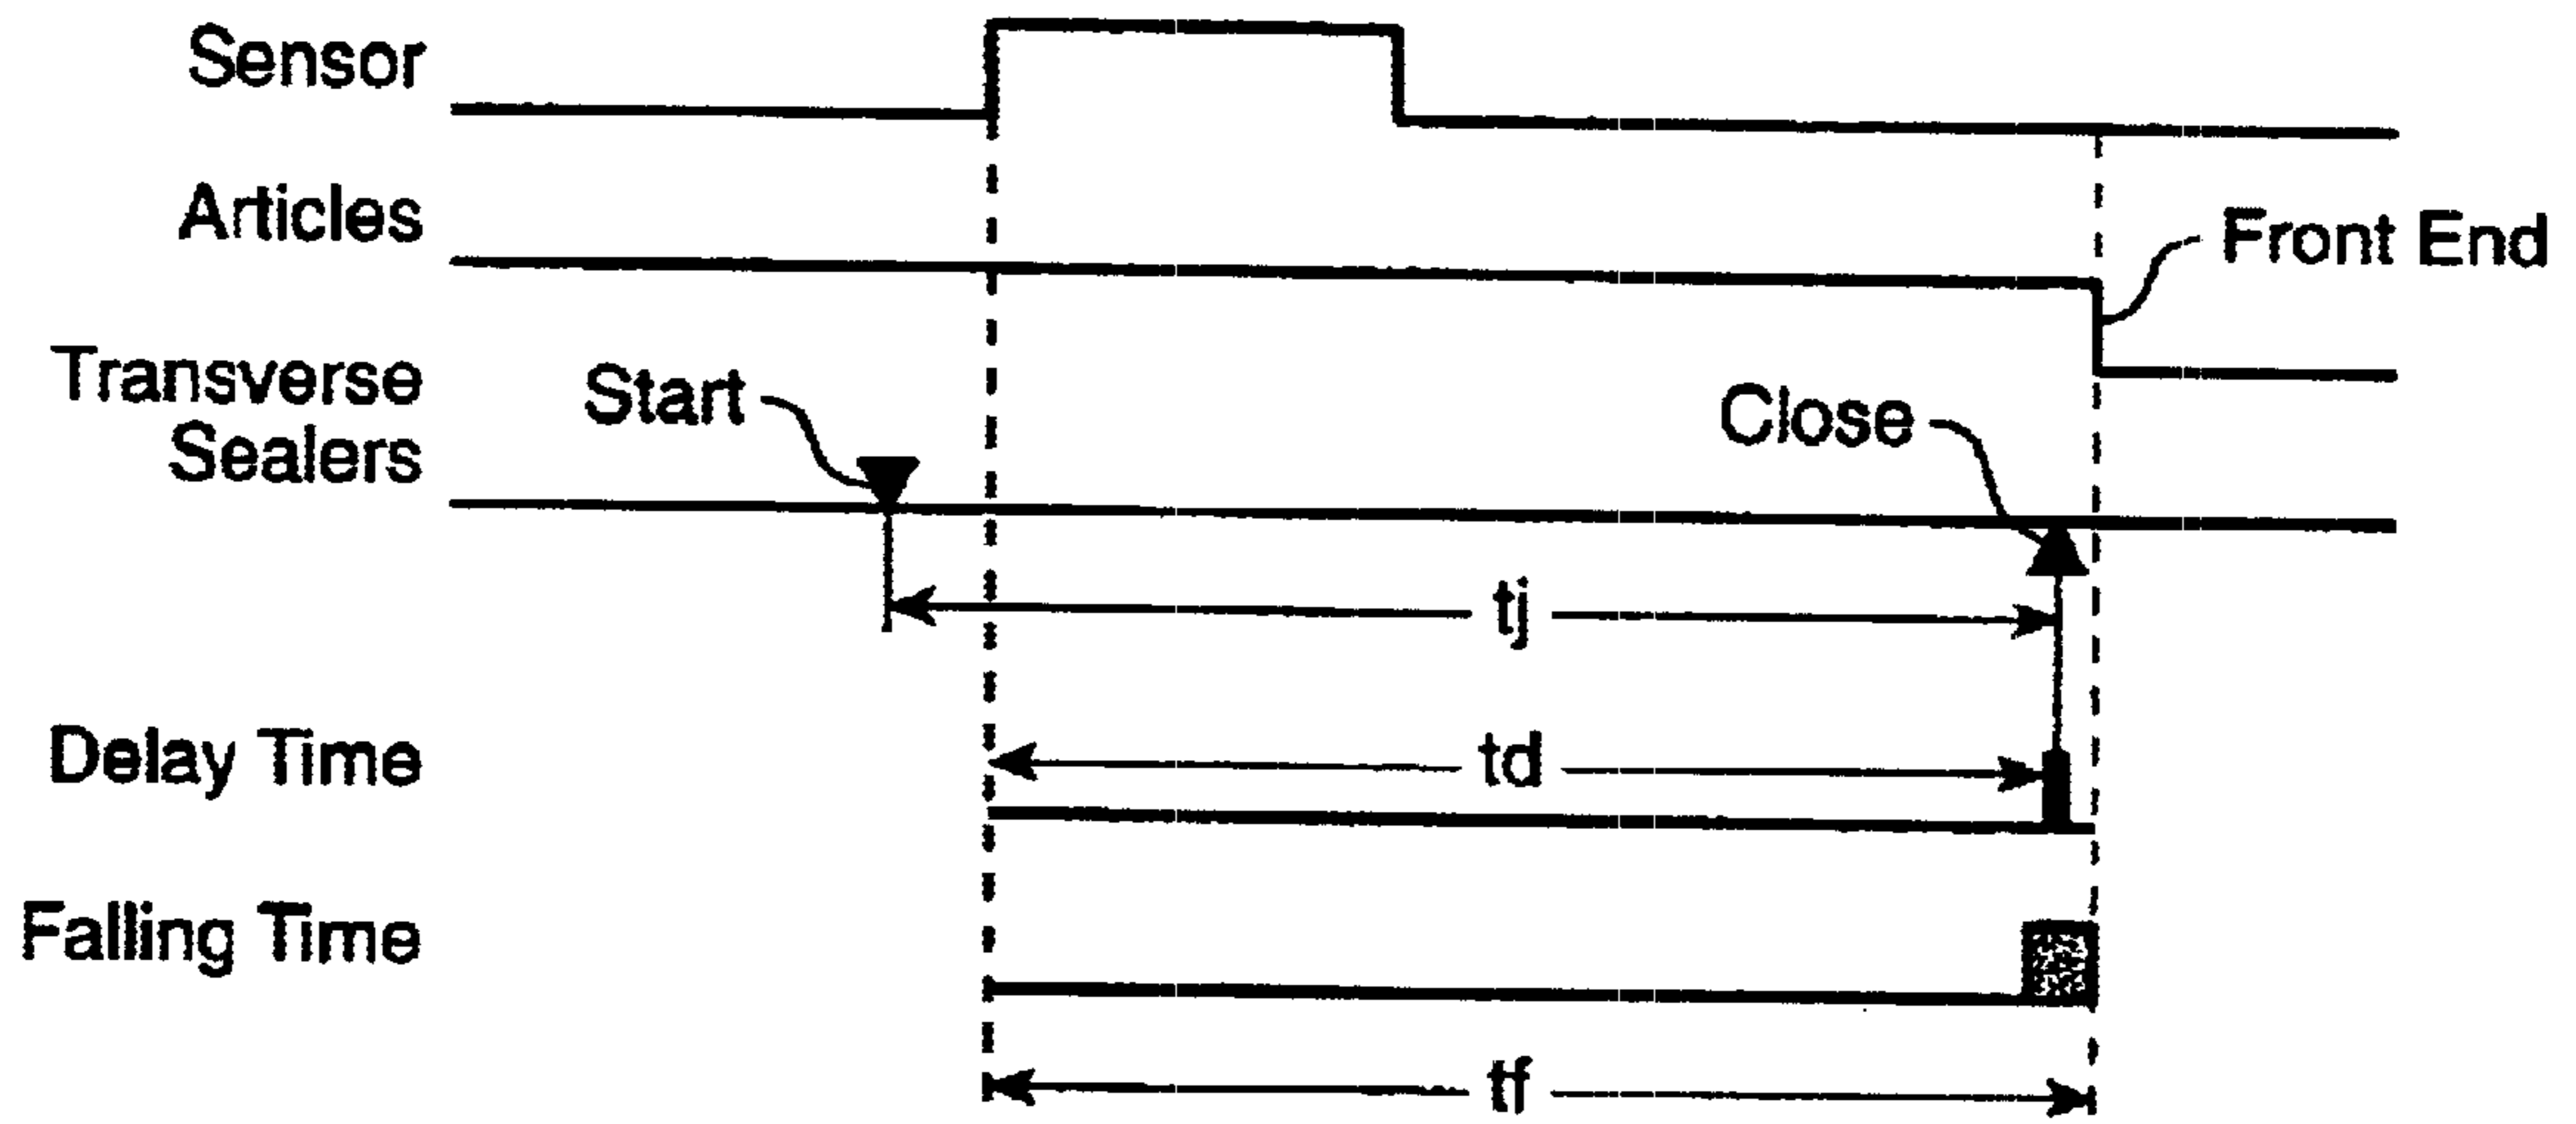 Sensor
Articles
Front End
Transverse
Sealers
Start
Close
tj
Delay Time
td
Falling Time
tf